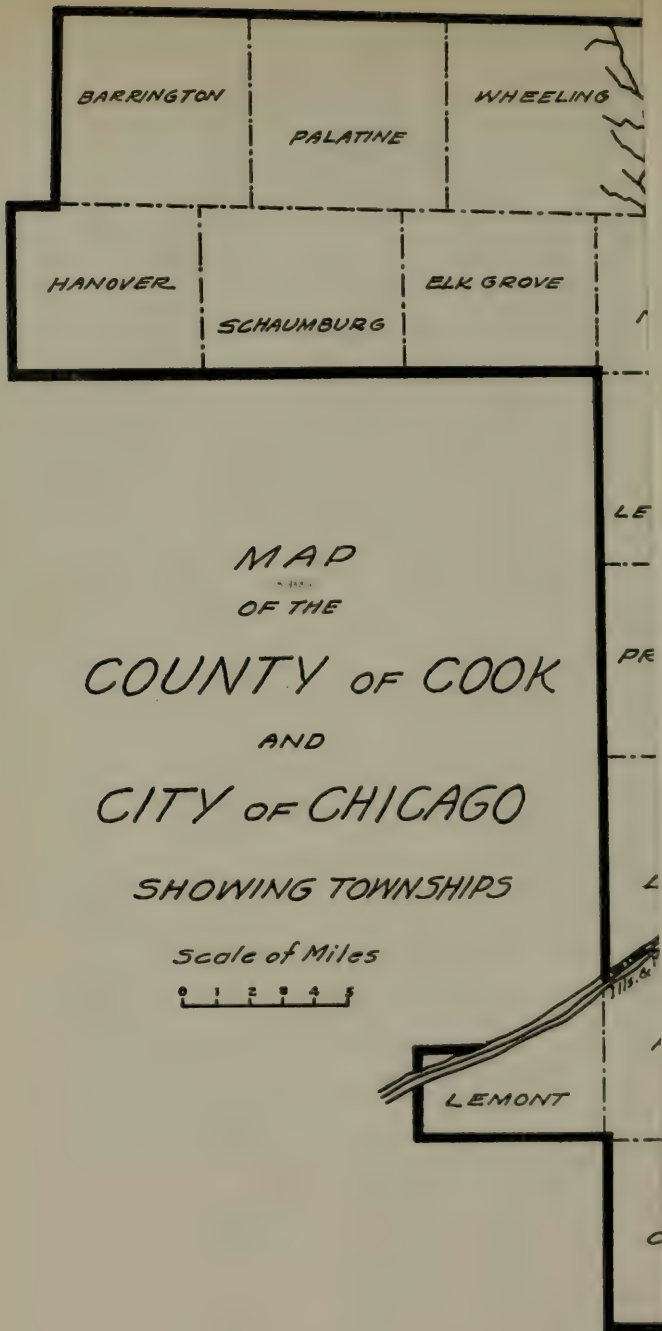 BARRINGTON
PALATINE
WHEELING
HANOVER
SCHAUMBURG
ELK GROVE
LE
MAP
OF THE
COUNTY OF COOK
PR
AND
CITY OF CHICAGO
SHOWING TOWNSHIPS
Scale of Miles
0 1 2 3 4 5
L
Ills. &
LEMONT